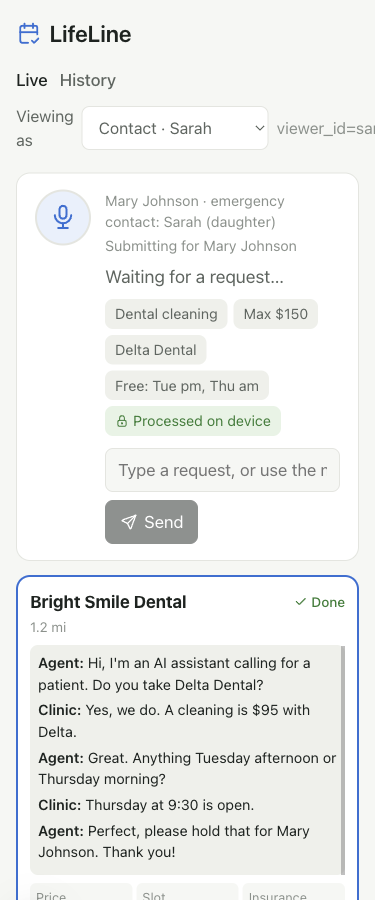 LifeLine
Live History
Viewing as
Contact · Sarah
viewer_id=sar
Mary Johnson · emergency
contact: Sarah (daughter)
Submitting for Mary Johnson
Waiting for a request...
Dental cleaning
Max $150
Delta Dental
Free: Tue pm, Thu am
Processed on device
Type a request, or use the r
Send
Bright Smile Dental
Done
1.2 mi
Agent: Hi, I'm an AI assistant calling for a
patient. Do you take Delta Dental?
Clinic: Yes, we do. A cleaning is $95 with
Delta.
Agent: Great. Anything Tuesday afternoon or
Thursday morning?
Clinic: Thursday at 9:30 is open.
Agent: Perfect, please hold that for Mary
Johnson. Thank you!
Price Slot Insurance